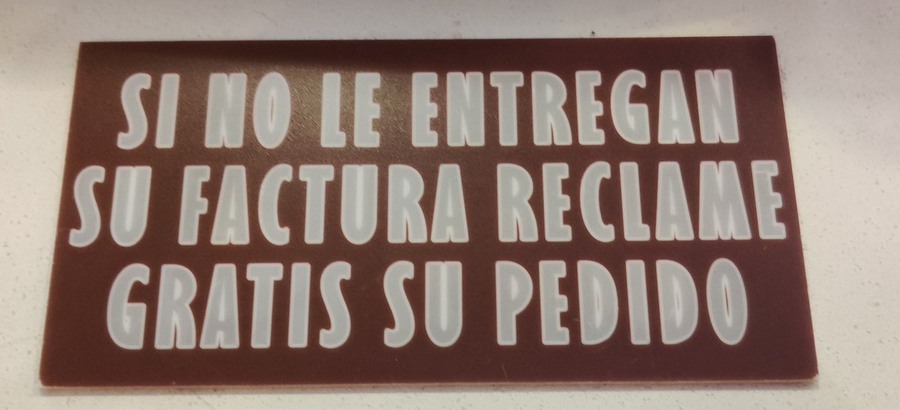 SI NO LE ENTREGAN
SU FACTURA RECLAME
GRATIS SU PEDIDO